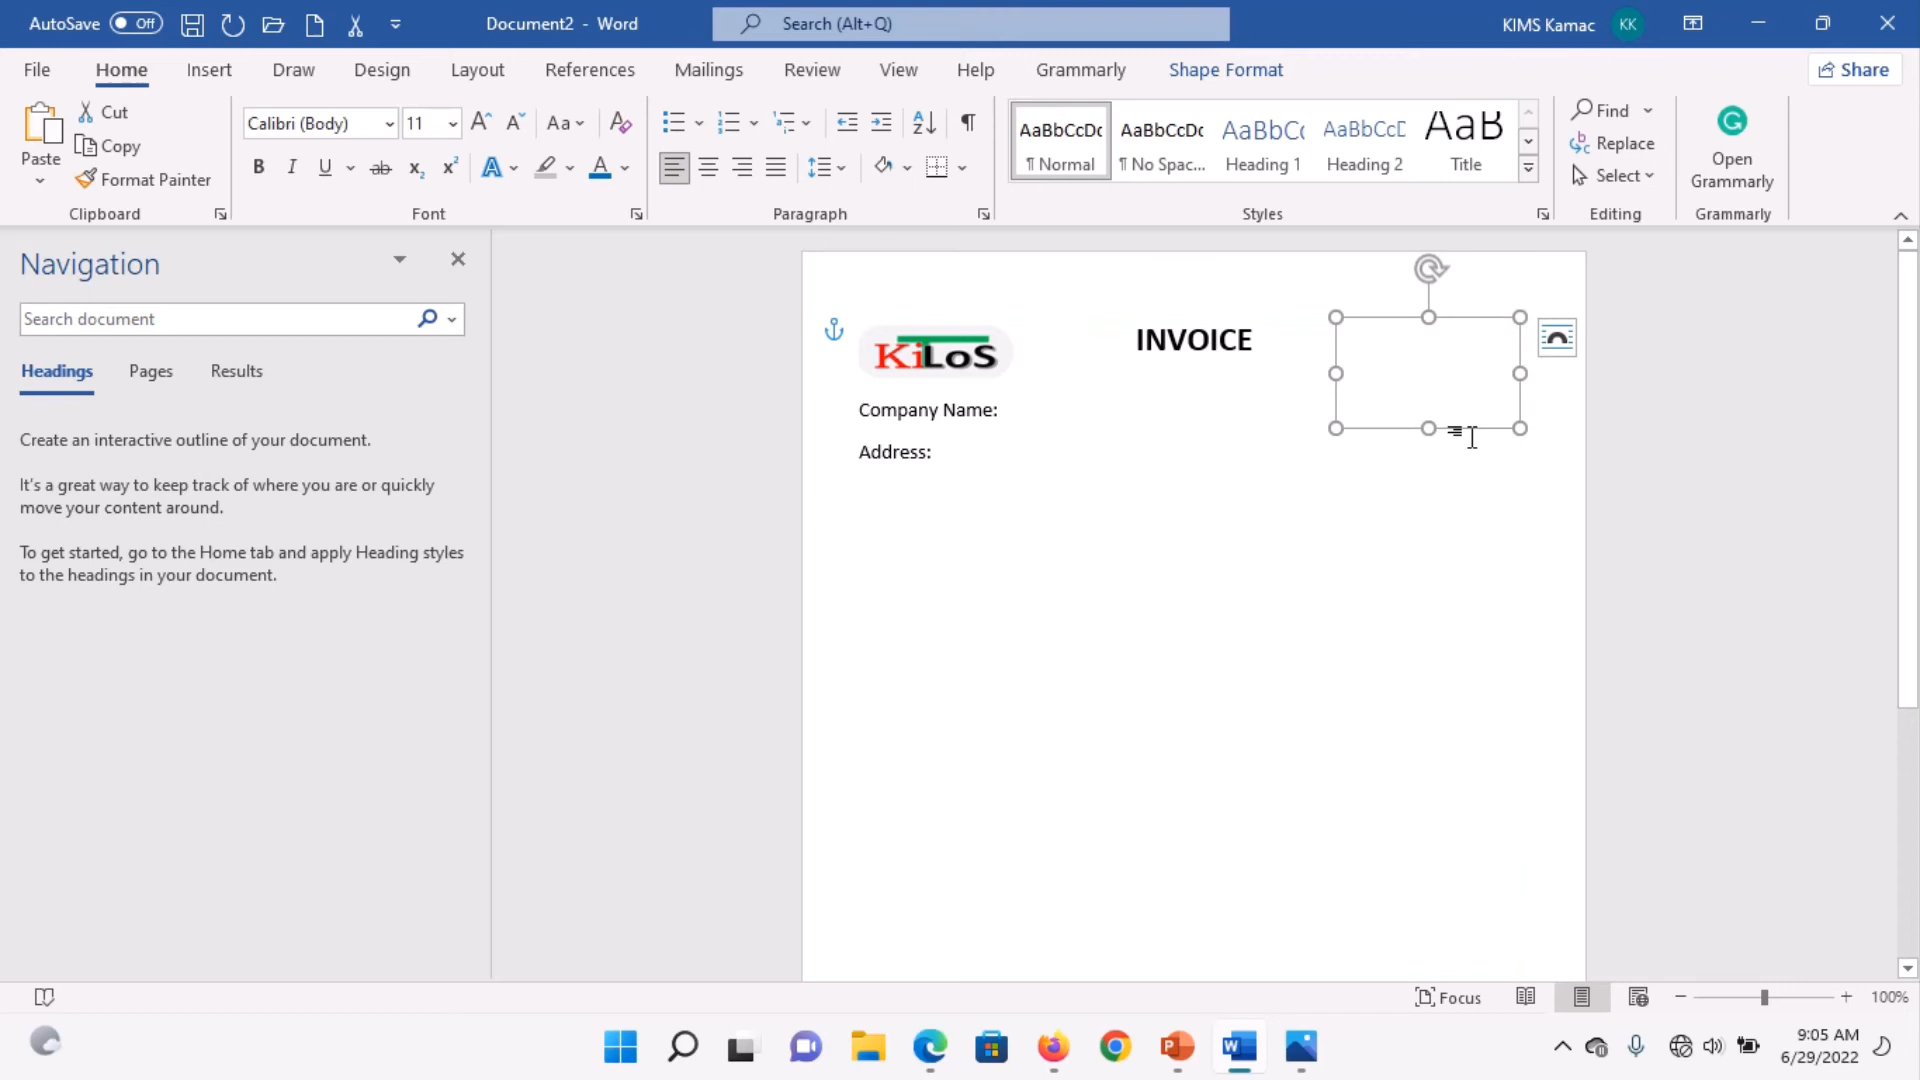 AutoSave Off Document2 - Word Search (Alt+Q) KIMS Kamac KK
File Home Insert Draw Design Layout References Mailings Review View Help Grammarly Shape Format Share
Paste Cut Copy Format Painter
Clipboard
Calibri (Body) 11 Aa
B I U ab x₂ x² A A
Font
Paragraph
AaBbCcDc AaBbCcDc AaBbCc AaBbCcD AaB
¶ Normal ¶ No Spac... Heading 1 Heading 2 Title
Styles
Find
Replace
Select
Editing
Open Grammarly
Grammarly
Navigation
Search document
Headings Pages Results
Create an interactive outline of your document.
It's a great way to keep track of where you are or quickly
move your content around.
To get started, go to the Home tab and apply Heading styles
to the headings in your document.
KiLoS
INVOICE
Company Name:
Address:
Focus 100%
9:05 AM
6/29/2022